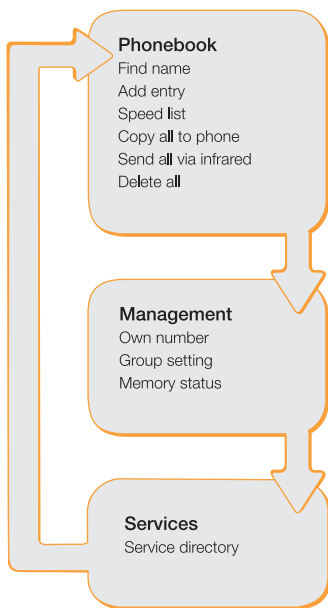 Phonebook
Find name
Add entry
Speed list
Copy all to phone
Send all via infrared
Delete all
Management
Own number
Group setting
Memory status
Services
Service directory